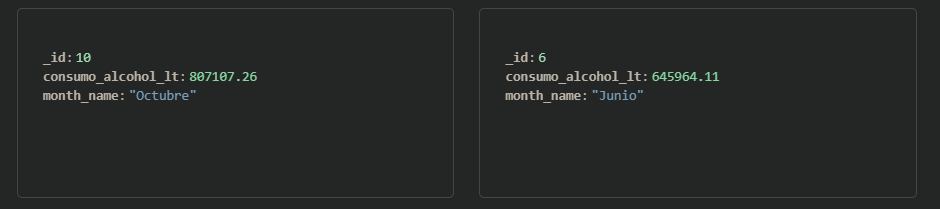 _id: 10
consumo_alcohol_lt: 807107.26
month_name: "Octubre"
_id: 6
consumo_alcohol_lt: 645964.11
month_name: "Junio"